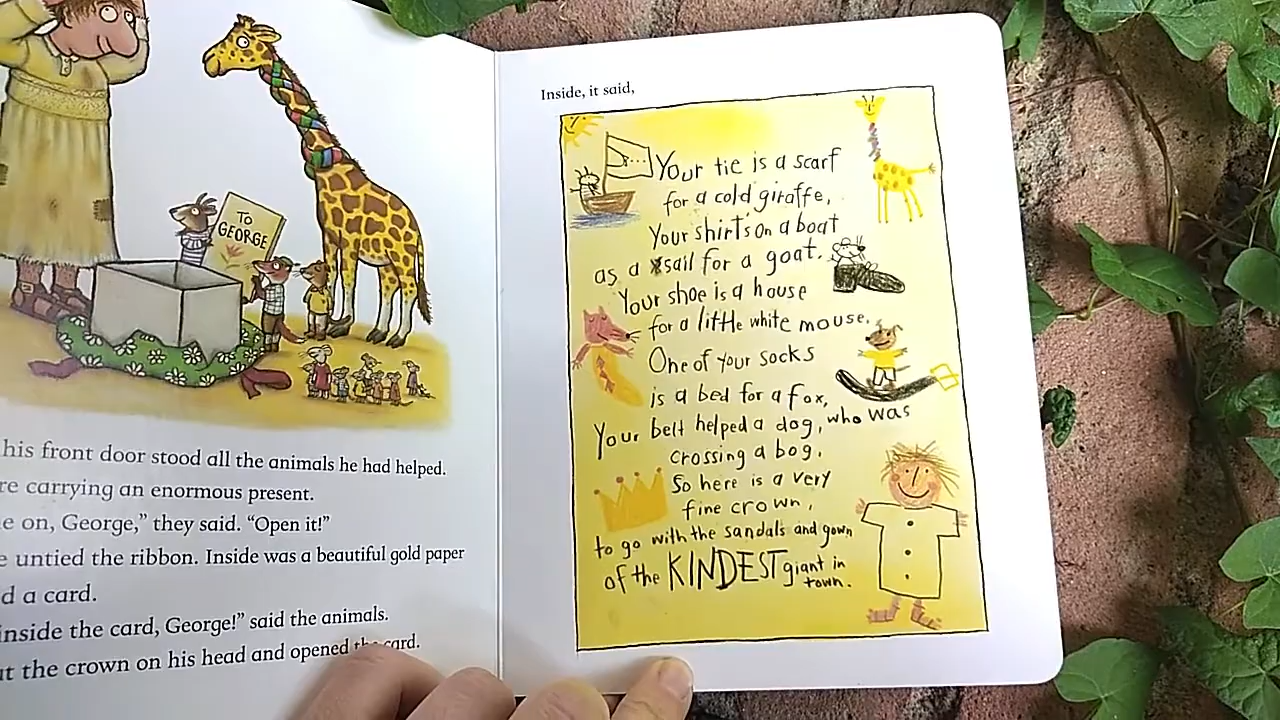 TO
GEORGE
his front door stood all the animals he had helped.
re carrying an enormous present.
e on, George,” they said. “Open it!”
untied the ribbon. Inside was a beautiful gold paper
d a card.
inside the card, George!” said the animals.
ut the crown on his head and opened the card.
Inside, it said,
Your tie is a scarf
for a cold giraffe,
Your shirt's on a boat
as a sail for a goat.
Your shoe is a house
for a little white mouse.
One of your socks
is a bed for a fox,
Your belt helped a dog, who was
crossing a bog.
So here is a very
fine crown,
to go with the sandals and gown
of the KINDEST giant in
town.